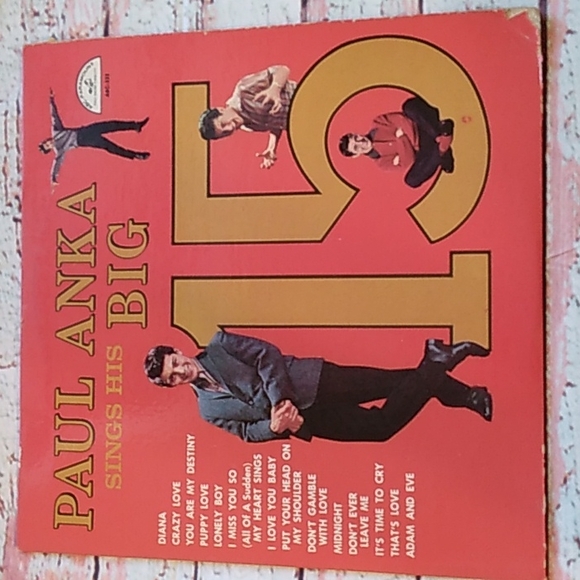 PAUL ANKA
SINGS HIS BIG
15
DIANA
CRAZY LOVE
YOU ARE MY DESTINY
PUPPY LOVE
LONELY BOY
I MISS YOU SO
(All Of A Sudden)
MY HEART SINGS
I LOVE YOU BABY
PUT YOUR HEAD ON
MY SHOULDER
DON'T GAMBLE
WITH LOVE
MIDNIGHT
DON'T EVER
LEAVE ME
IT'S TIME TO CRY
THAT'S LOVE
ADAM AND EVE